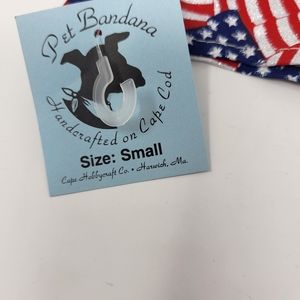 Pet Bandana
Handcrafted on Cape Cod
Size: Small
Cape Hobbycraft Co. • Harwich, Ma.